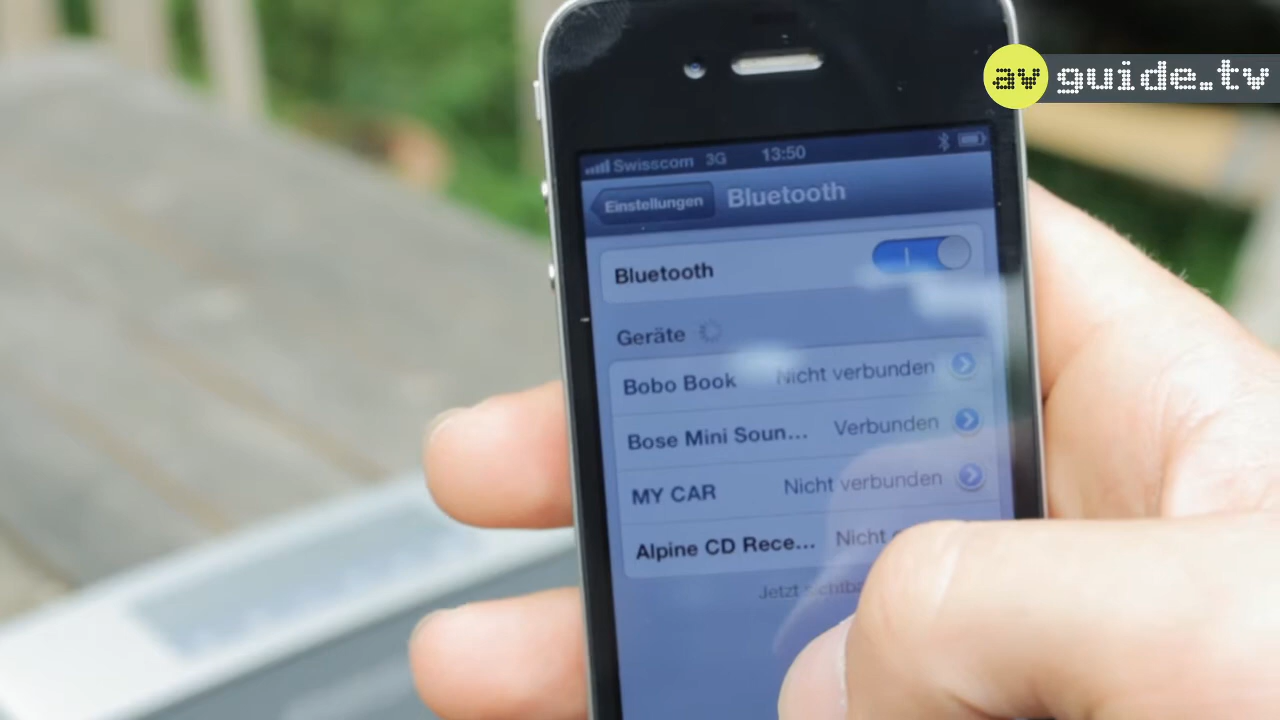 av guide.tv
Swisscom 3G 13:50
Einstellungen Bluetooth
Bluetooth
Geräte
Bobo Book Nicht verbunden
Bose Mini Soun... Verbunden
MY CAR Nicht verbunden
Alpine CD Rece... Nicht
Jetzt